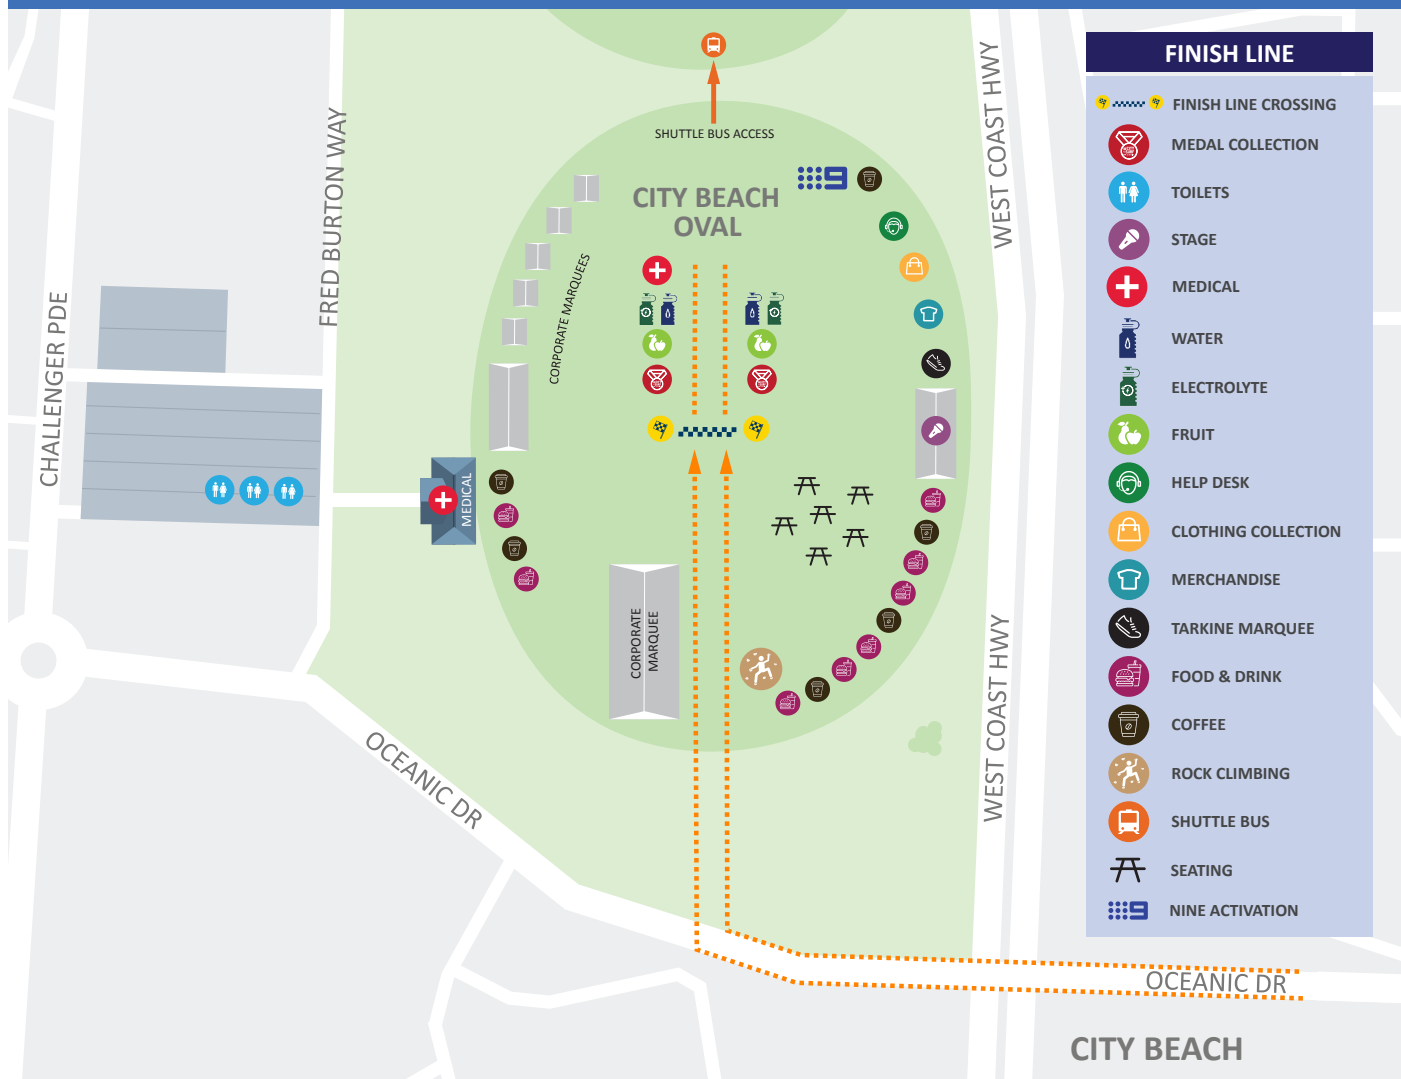 FINISH LINE
FINISH LINE CROSSING
MEDAL COLLECTION
TOILETS
STAGE
MEDICAL
WATER
ELECTROLYTE
FRUIT
HELP DESK
CLOTHING COLLECTION
MERCHANDISE
TARKINE MARQUEE
FOOD & DRINK
COFFEE
ROCK CLIMBING
SHUTTLE BUS
SEATING
9 NINE ACTIVATION
SHUTTLE BUS ACCESS
CITY BEACH
OVAL
9
CORPORATE MARQUEES
CHALLENGER PDE
FRED BURTON WAY
WEST COAST HWY
WEST COAST HWY
MEDICAL
CORPORATE
MARQUEE
OCEANIC DR
OCEANIC DR
CITY BEACH